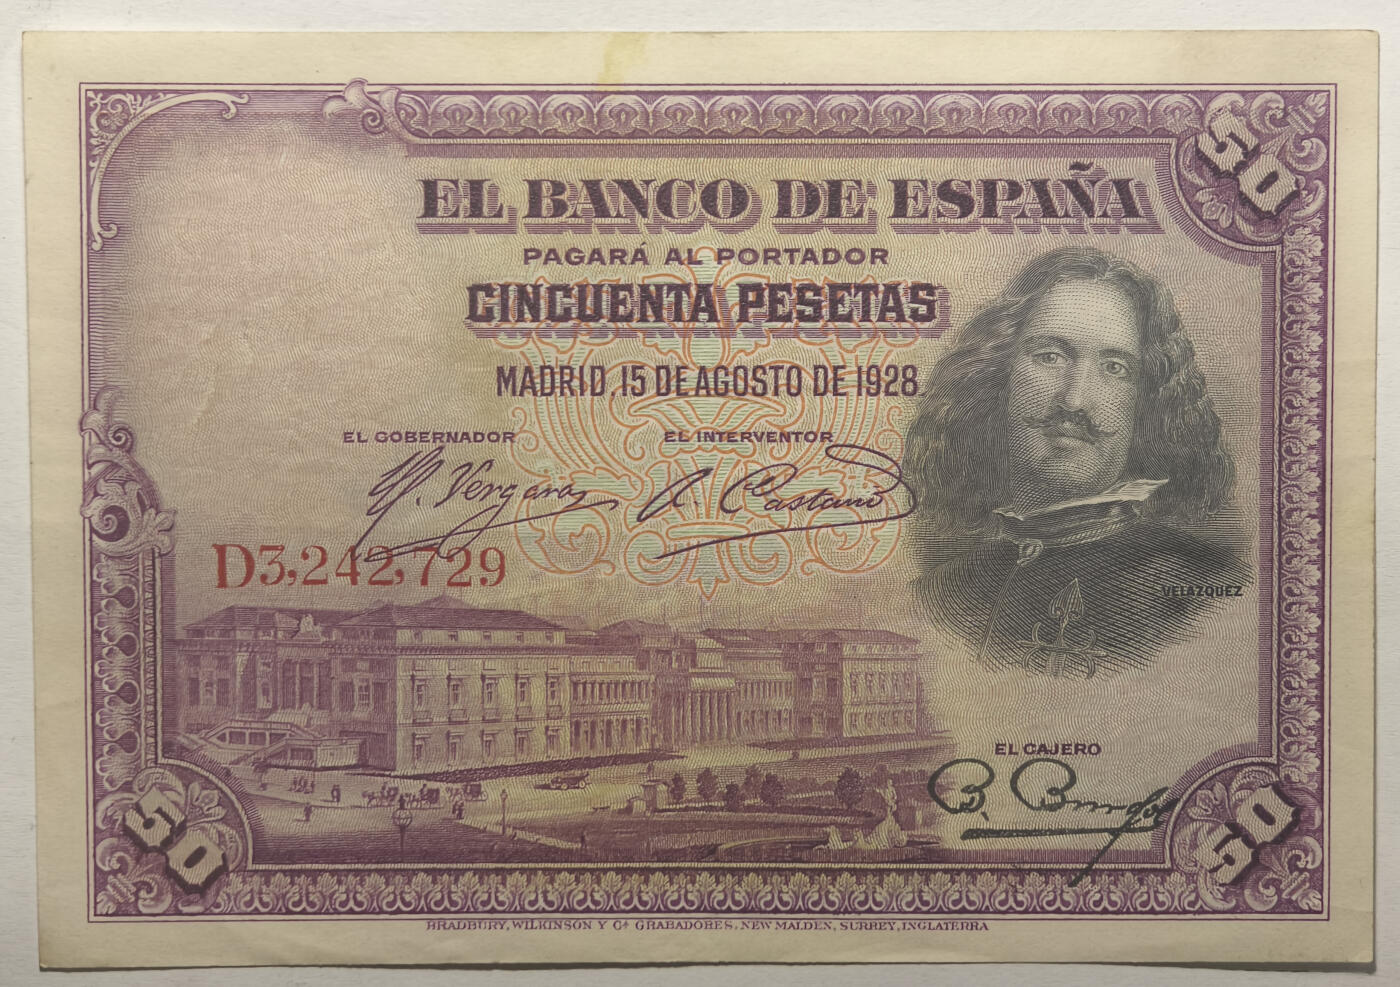 50
EL BANCO DE ESPAÑA
PAGARÁ AL PORTADOR
CINCUENTA PESETAS
MADRID, 15 DE AGOSTO DE 1928
EL GOBERNADOR
EL INTERVENTOR
D3,242,729
VELAZQUEZ
EL CAJERO
50
50
BRADBURY, WILKINSON Y Cª GRABADORES, NEW MALDEN, SURREY, INGLATERRA